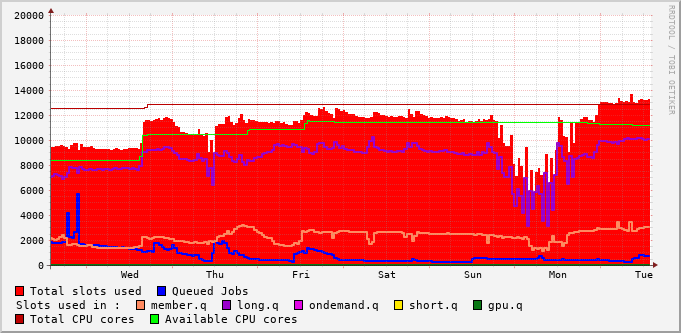 RRDTOOL / TOBI OETIKER
20000
18000
16000
14000
12000
10000
8000
6000
4000
2000
0
Wed Thu Fri Sat Sun Mon Tue
Total slots used Queued Jobs
Slots used in : member.q long.q ondemand.q short.q gpu.q
Total CPU cores Available CPU cores